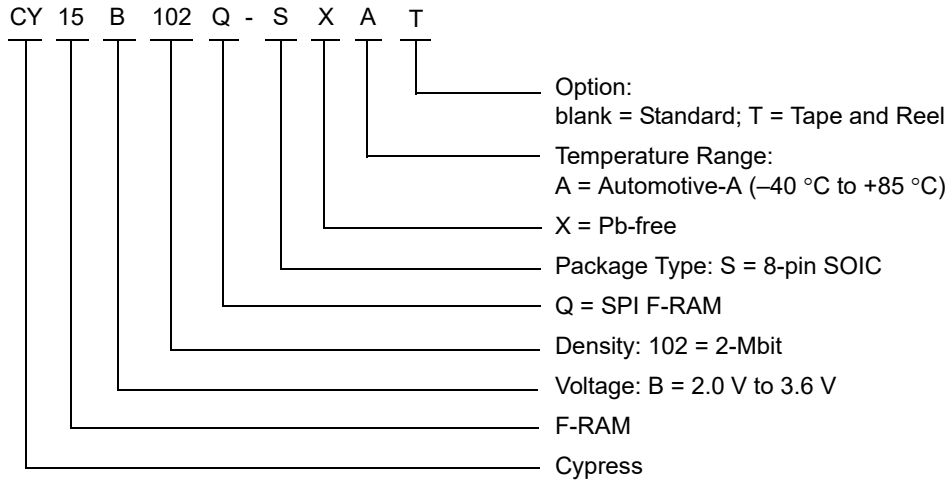 CY 15 B 102 Q - S X A T
Option:
blank = Standard; T = Tape and Reel
Temperature Range:
A = Automotive-A (–40 °C to +85 °C)
X = Pb-free
Package Type: S = 8-pin SOIC
Q = SPI F-RAM
Density: 102 = 2-Mbit
Voltage: B = 2.0 V to 3.6 V
F-RAM
Cypress